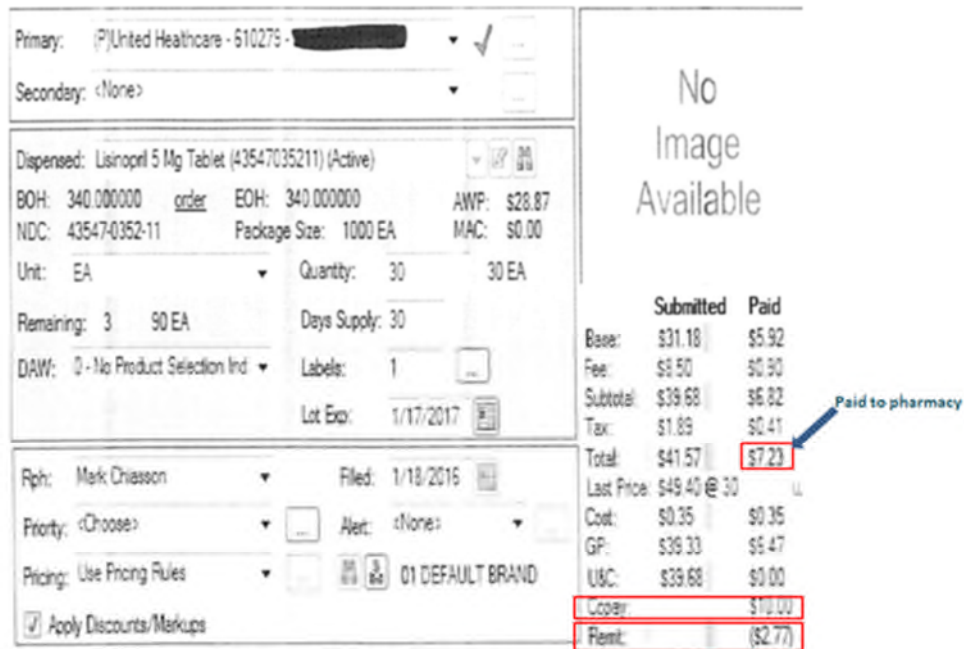 Primary: (P)United Heathcare - 610279 -
Secondary: <None>
Dispensed: Lisinopril 5 Mg Tablet (43547035211) (Active)
BOH: 340.000000 order EOH: 340.000000 AWP: $28.87
NDC: 43547-0352-11 Package Size: 1000 EA MAC: $0.00
Unit: EA Quantity: 30 30 EA
Remaining: 3 90 EA Days Supply: 30
DAW: 0 - No Product Selection Ind Labels: 1
Lot Exp: 1/17/2017
Rph: Mark Chiasson Filled: 1/18/2016
Priority: <Choose> Alert: <None>
Pricing: Use Pricing Rules 01 DEFAULT BRAND
Apply Discounts/Markups
No
Image
Available
Submitted Paid
Base: $31.18 $5.92
Fee: $8.50 $0.90
Subtotal: $39.68 $6.82
Tax: $1.89 $0.41
Total: $41.57 $7.23
Paid to pharmacy
Last Price: $49.40 @ 30
Cost: $0.35 $0.35
GP: $39.33 $6.47
U&C: $39.68 $0.00
Copay: $10.00
Remit: ($2.77)